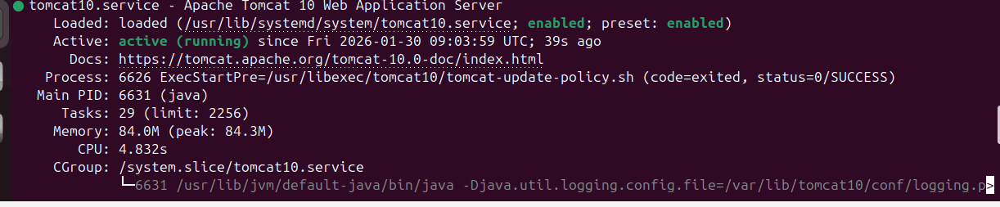 ● tomcat10.service - Apache Tomcat 10 Web Application Server
Loaded: loaded (/usr/lib/systemd/system/tomcat10.service; enabled; preset: enabled)
Active: active (running) since Fri 2026-01-30 09:03:59 UTC; 39s ago
Docs: https://tomcat.apache.org/tomcat-10.0-doc/index.html
Process: 6626 ExecStartPre=/usr/libexec/tomcat10/tomcat-update-policy.sh (code=exited, status=0/SUCCESS)
Main PID: 6631 (java)
Tasks: 29 (limit: 2256)
Memory: 84.0M (peak: 84.3M)
CPU: 4.832s
CGroup: /system.slice/tomcat10.service
└─6631 /usr/lib/jvm/default-java/bin/java -Djava.util.logging.config.file=/var/lib/tomcat10/conf/logging.p>